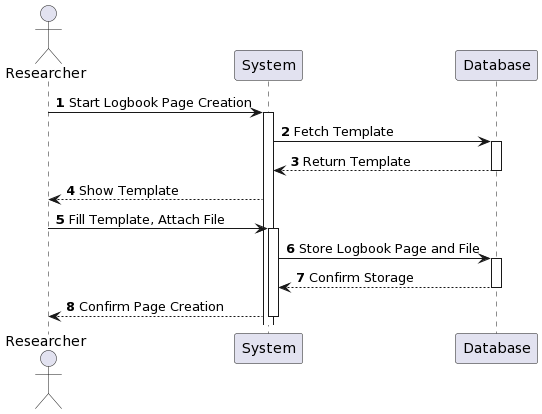 Researcher
System
Database
1 Start Logbook Page Creation
2 Fetch Template
3 Return Template
4 Show Template
5 Fill Template, Attach File
6 Store Logbook Page and File
7 Confirm Storage
8 Confirm Page Creation
Researcher
System
Database